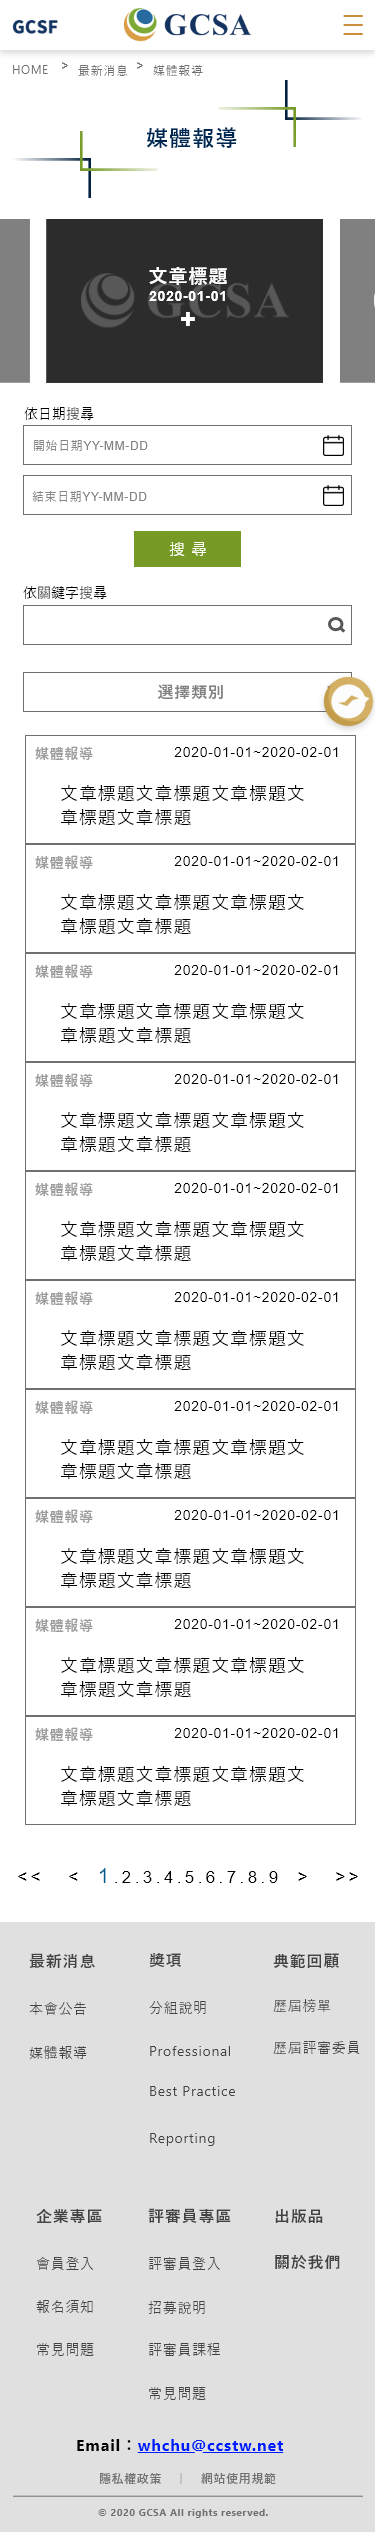 GCSF
GCSA
HOME > 最新消息 > 媒體報導
媒體報導
GCSA
文章標題
2020-01-01
依日期搜尋
開始日期YY-MM-DD
結束日期YY-MM-DD
搜 尋
依關鍵字搜尋
選擇類別
媒體報導 2020-01-01~2020-02-01
文章標題文章標題文章標題文
章標題文章標題
媒體報導 2020-01-01~2020-02-01
文章標題文章標題文章標題文
章標題文章標題
媒體報導 2020-01-01~2020-02-01
文章標題文章標題文章標題文
章標題文章標題
媒體報導 2020-01-01~2020-02-01
文章標題文章標題文章標題文
章標題文章標題
媒體報導 2020-01-01~2020-02-01
文章標題文章標題文章標題文
章標題文章標題
媒體報導 2020-01-01~2020-02-01
文章標題文章標題文章標題文
章標題文章標題
媒體報導 2020-01-01~2020-02-01
文章標題文章標題文章標題文
章標題文章標題
媒體報導 2020-01-01~2020-02-01
文章標題文章標題文章標題文
章標題文章標題
媒體報導 2020-01-01~2020-02-01
文章標題文章標題文章標題文
章標題文章標題
媒體報導 2020-01-01~2020-02-01
文章標題文章標題文章標題文
章標題文章標題
<< < 1.2.3.4.5.6.7.8.9 > >>
最新消息
本會公告
媒體報導
獎項
分組說明
Professional
Best Practice
Reporting
典範回顧
歷屆榜單
歷屆評審委員
企業專區
會員登入
報名須知
常見問題
評審員專區
評審員登入
招募說明
評審員課程
常見問題
出版品
關於我們
Email：whchu@ccstw.net
隱私權政策 | 網站使用規範
© 2020 GCSA All rights reserved.